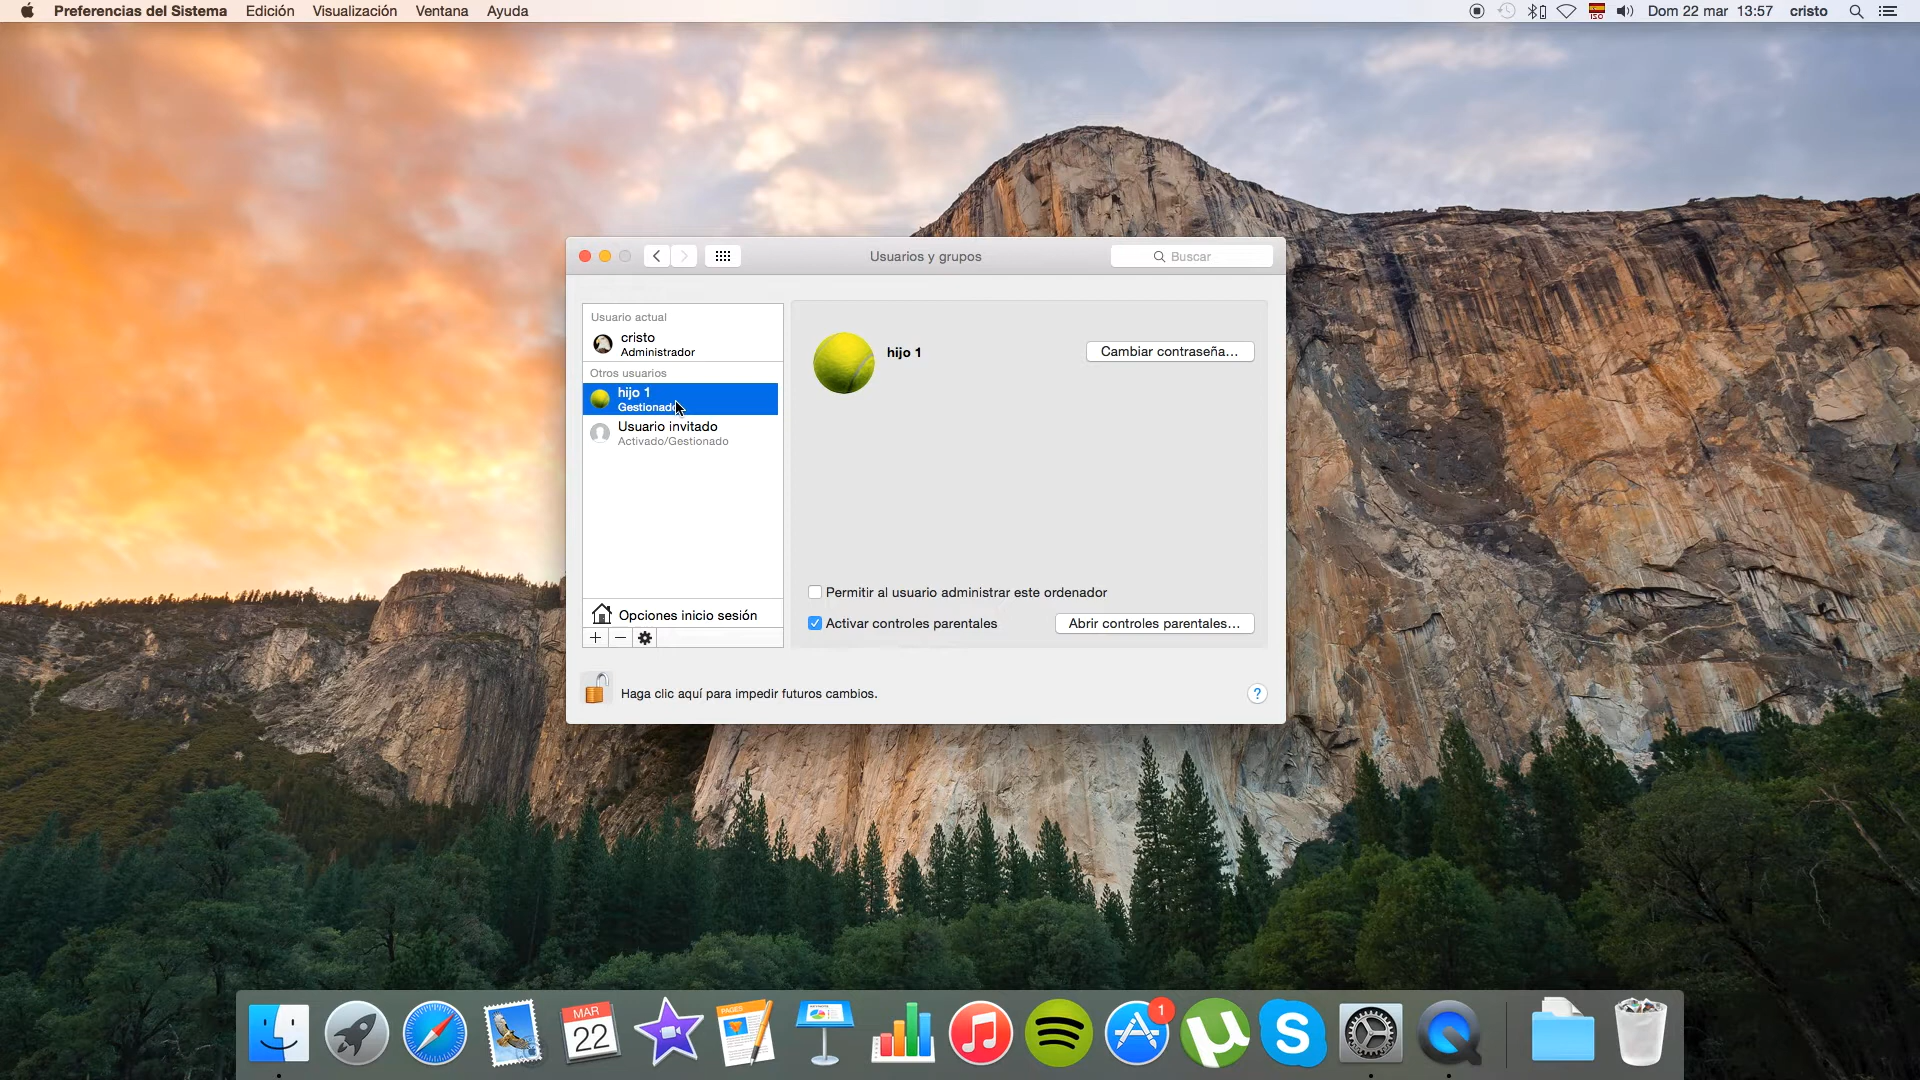 Preferencias del Sistema Edición Visualización Ventana Ayuda
ISO Dom 22 mar 13:57 cristo
Usuarios y grupos
Buscar
Usuario actual
cristo
Administrador
Otros usuarios
hijo 1
Gestionado
Usuario invitado
Activado/Gestionado
Opciones inicio sesión
hijo 1
Cambiar contraseña...
Permitir al usuario administrar este ordenador
Activar controles parentales
Abrir controles parentales...
Haga clic aquí para impedir futuros cambios.
?
MAR
22
PAGES
1
S